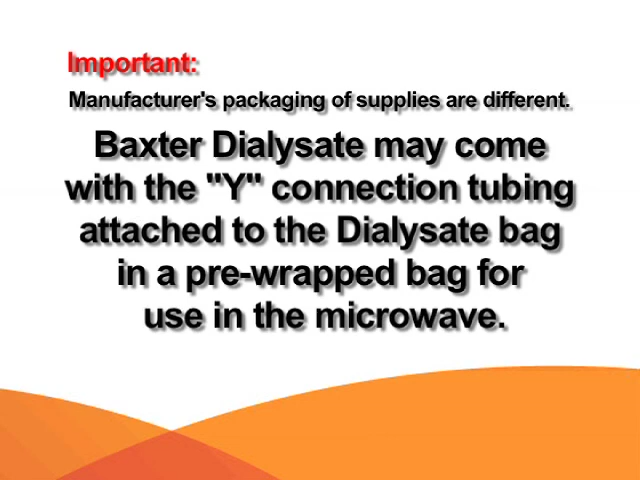 Important:
Manufacturer's packaging of supplies are different.
Baxter Dialysate may come
with the "Y" connection tubing
attached to the Dialysate bag
in a pre-wrapped bag for
use in the microwave.